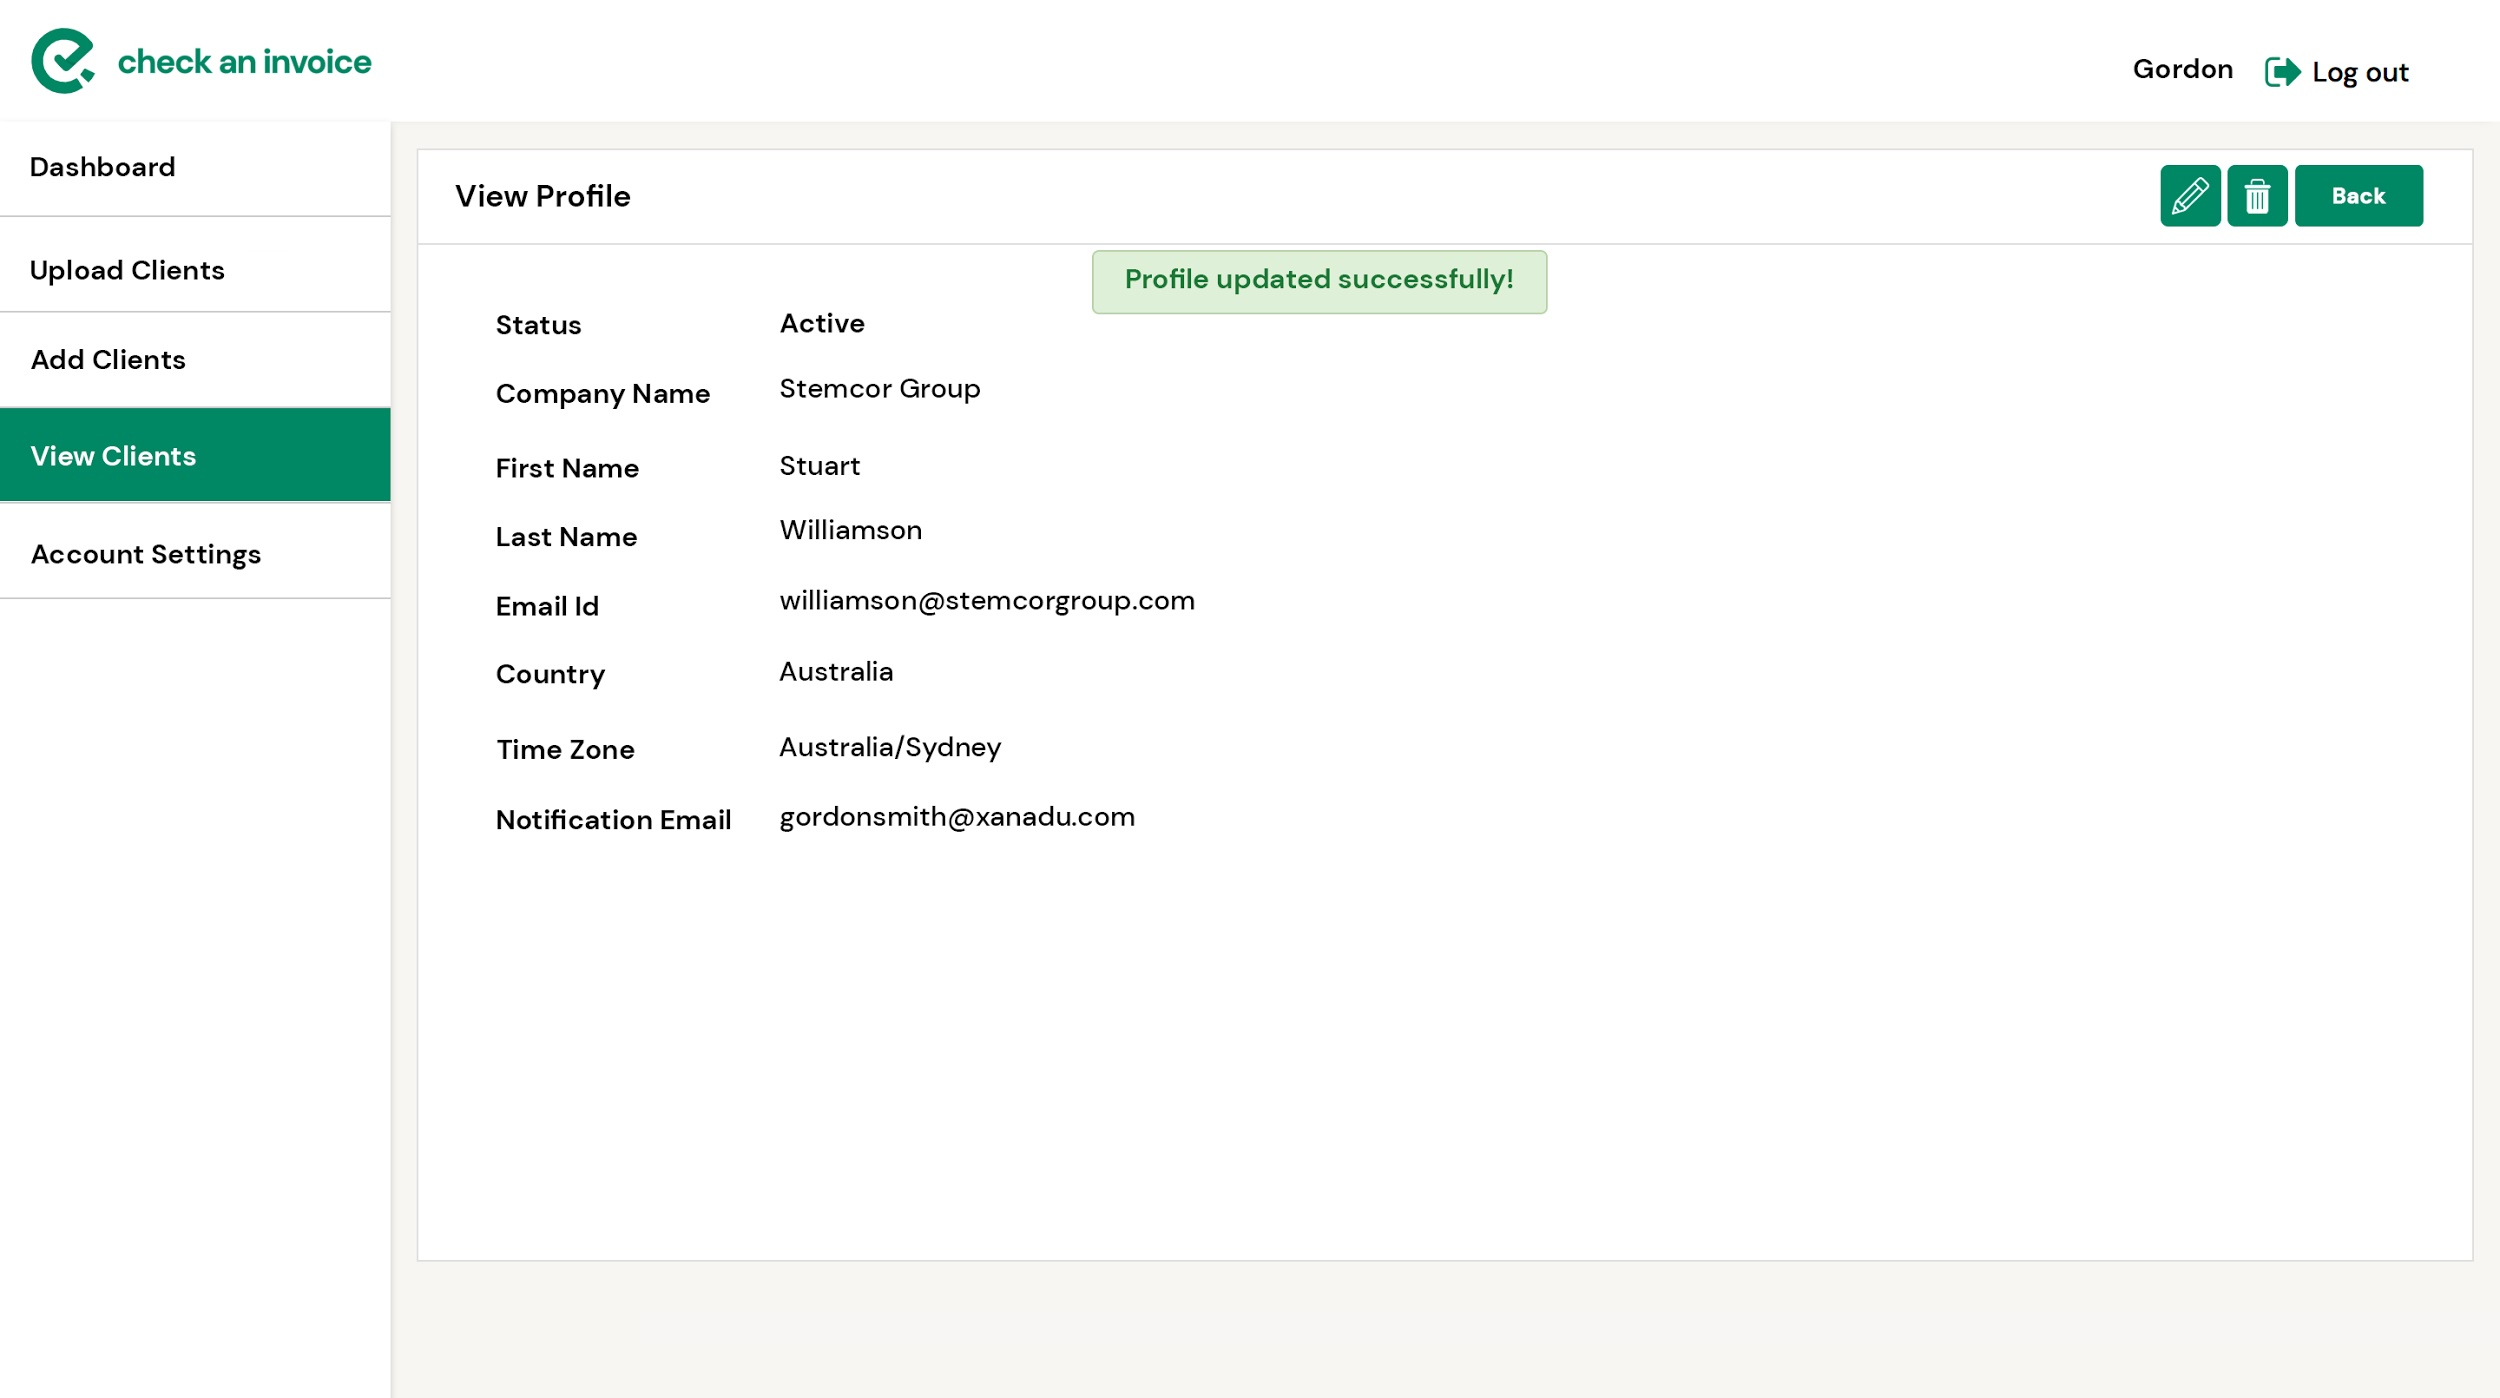 check an invoice
Gordon
Log out
Dashboard
Upload Clients
Add Clients
View Clients
Account Settings
View Profile
Back
Profile updated successfully!
Status Active
Company Name Stemcor Group
First Name Stuart
Last Name Williamson
Email Id williamson@stemcorgroup.com
Country Australia
Time Zone Australia/Sydney
Notification Email gordonsmith@xanadu.com